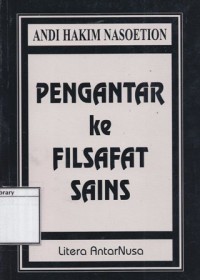 ANDI HAKIM NASOETION
PENGANTAR
ke
FILSAFAT
SAINS
Litera AntarNusa